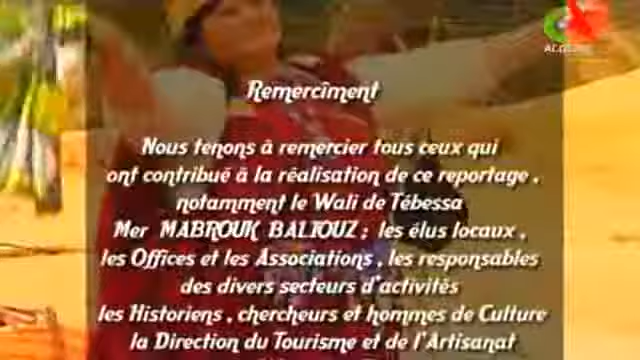 Remercîment
Nous tenons à remercier tous ceux qui
ont contribué à la réalisation de ce reportage ,
notamment le Wali de Tébessa
Mer MABROUK BALIOUZ ; les élus locaux ,
les Offices et les Associations , les responsables
des divers secteurs d'activités
les Historiens , chercheurs et hommes de Culture
la Direction du Tourisme et de l'Artisanat